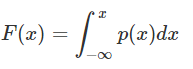 F(x) = ∫_{-∞}^{x} p(x)dx